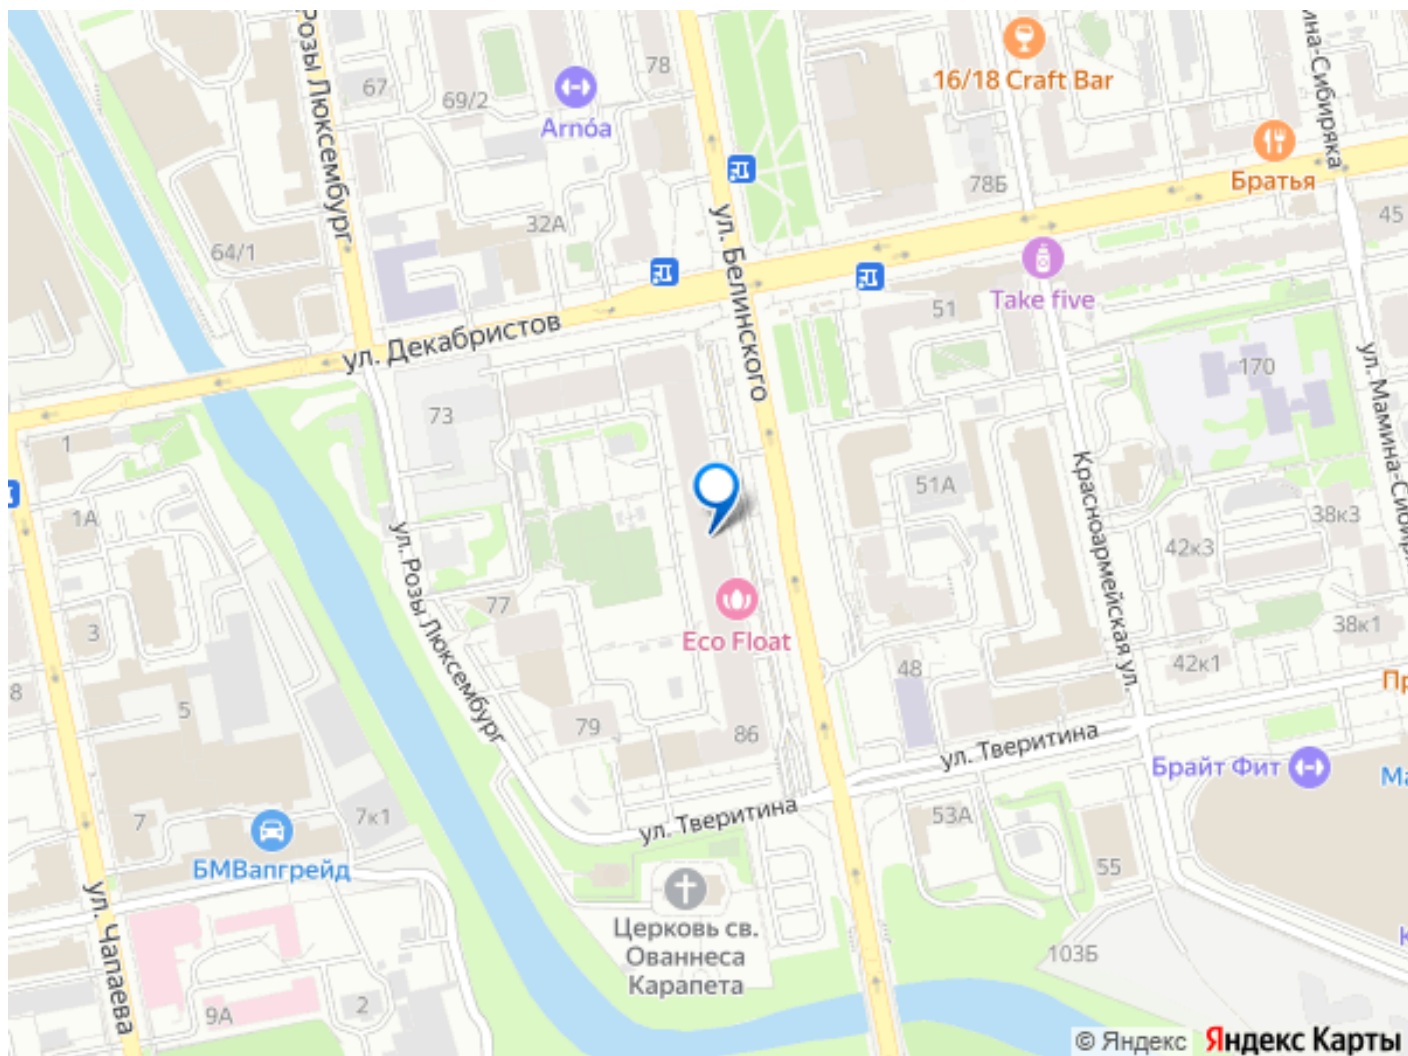 Розы Люксембург
67
69/2
Arnóa
78
16/18 Craft Bar
Братья
78Б
45
64/1
32А
ул. Белинского
Take five
51
ул. Декабристов
170
ул. Мамина-Сибиряка
73
1
1А
51А
Красноармейская ул.
38к3
42к3
ул. Розы Люксембург
77
3
Eco Float
38к1
42к1
48
8
5
79
86
ул. Тверитина
Брайт Фит
7
7к1
БМВапгрейд
ул. Тверитина
53А
55
ул. Чапаева
Церковь св.
Ованнеса
Карапета
103Б
2
9А
© Яндекс Яндекс Карты